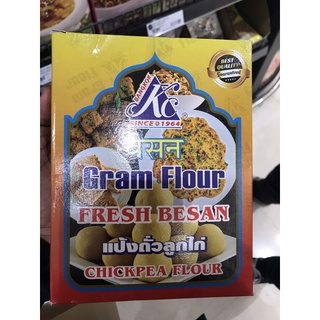 BEST
QUALITY
Guaranteed
BANGKOK
KC
SINCE 1964
बेसन
Gram Flour
FRESH BESAN
แป้งถั่วลูกไก่
CHICKPEA FLOUR